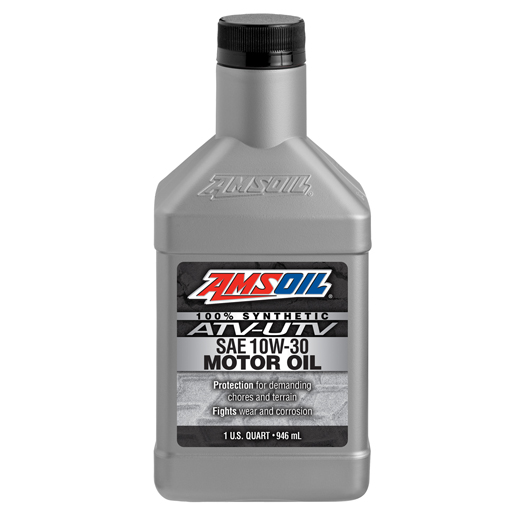 AMSOIL®
AMSOIL®
100% SYNTHETIC
ATV-UTV
SAE 10W-30
MOTOR OIL
Protection for demanding
chores and terrain
Fights wear and corrosion
1 U.S. QUART • 946 mL